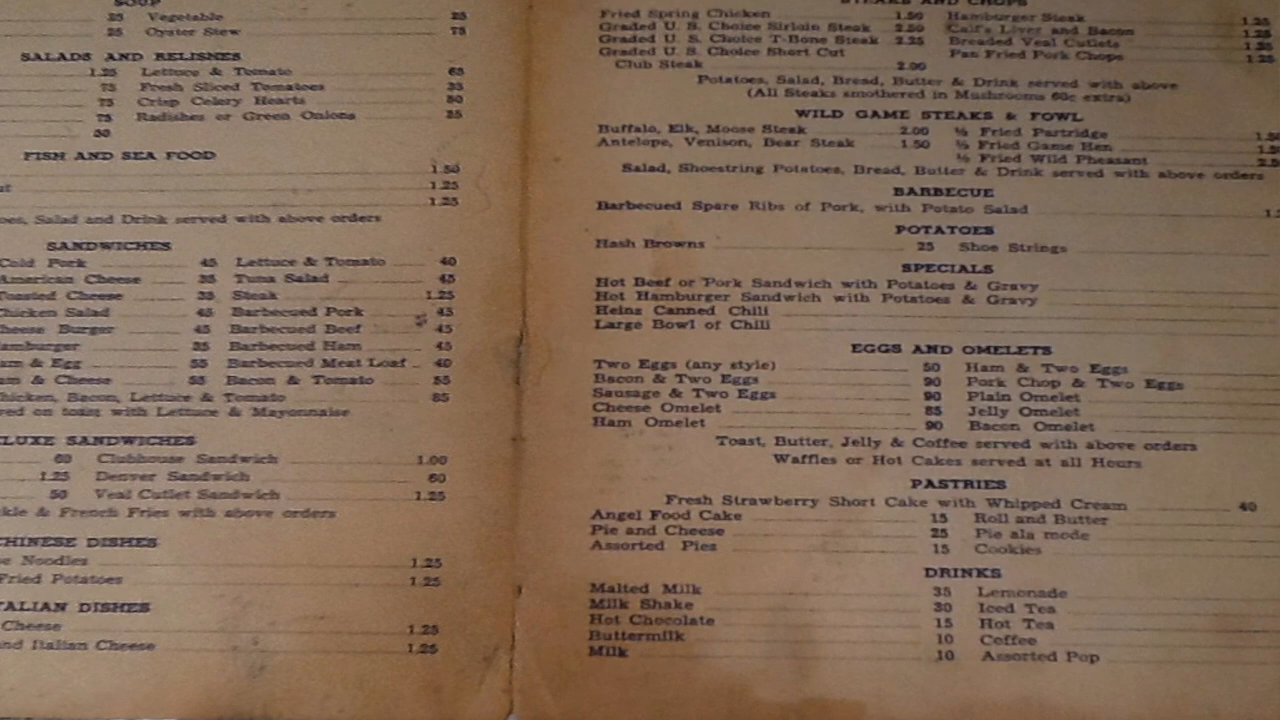 SOUP
25 Vegetable 25
25 Oyster Stew 75
SALADS AND RELISHES
1.25 Lettuce & Tomato 65
75 Fresh Sliced Tomatoes 35
75 Crisp Celery Hearts 50
75 Radishes or Green Onions 25
50
FISH AND SEA FOOD
1.50
1.25
1.25
oes, Salad and Drink served with above orders
SANDWICHES
Cold Pork 45 Lettuce & Tomato 40
American Cheese 35 Tuna Salad 45
Toasted Cheese 35 Steak 1.25
hicken Salad 45 Barbecued Pork 45
heese Burger 45 Barbecued Beef 45
amburger 35 Barbecued Ham 45
am & Egg 55 Barbecued Meat Loaf 40
am & Cheese 55 Bacon & Tomato 55
hicken, Bacon, Lettuce & Tomato 85
ved on toast with Lettuce & Mayonnaise
LUXE SANDWICHES
60 Clubhouse Sandwich 1.00
1.25 Denver Sandwich 60
50 Veal Cutlet Sandwich 1.25
kle & French Fries with above orders
CHINESE DISHES
e Noodles 1.25
Fried Potatoes 1.25
TALIAN DISHES
Cheese 1.25
nd Italian Cheese 1.25
STEAKS AND CHOPS
Fried Spring Chicken 1.50 Hamburger Steak 1.25
Graded U. S. Choice Sirloin Steak 2.50 Calf's Liver and Bacon 1.25
Graded U. S. Choice T-Bone Steak 2.25 Breaded Veal Cutlets 1.35
Graded U. S. Choice Short Cut Pan Fried Pork Chops 1.25
Club Steak 2.00
Potatoes, Salad, Bread, Butter & Drink served with above
(All Steaks smothered in Mushrooms 60c extra)
WILD GAME STEAKS & FOWL
Buffalo, Elk, Moose Steak 2.00 ½ Fried Partridge
Antelope, Venison, Bear Steak 1.50 ½ Fried Game Hen
½ Fried Wild Pheasant
Salad, Shoestring Potatoes, Bread, Butter & Drink served with above orders
BARBECUE
Barbecued Spare Ribs of Pork, with Potato Salad
POTATOES
Hash Browns 25 Shoe Strings
SPECIALS
Hot Beef or Pork Sandwich with Potatoes & Gravy
Hot Hamburger Sandwich with Potatoes & Gravy
Heins Canned Chili
Large Bowl of Chili
EGGS AND OMELETS
Two Eggs (any style) 50 Ham & Two Eggs
Bacon & Two Eggs 90 Pork Chop & Two Eggs
Sausage & Two Eggs 90 Plain Omelet
Cheese Omelet 85 Jelly Omelet
Ham Omelet 90 Bacon Omelet
Toast, Butter, Jelly & Coffee served with above orders
Waffles or Hot Cakes served at all Hours
PASTRIES
Fresh Strawberry Short Cake with Whipped Cream 40
Angel Food Cake 15 Roll and Butter
Pie and Cheese 25 Pie ala mode
Assorted Pies 15 Cookies
DRINKS
Malted Milk 35 Lemonade
Milk Shake 30 Iced Tea
Hot Chocolate 15 Hot Tea
Buttermilk 10 Coffee
Milk 10 Assorted Pop